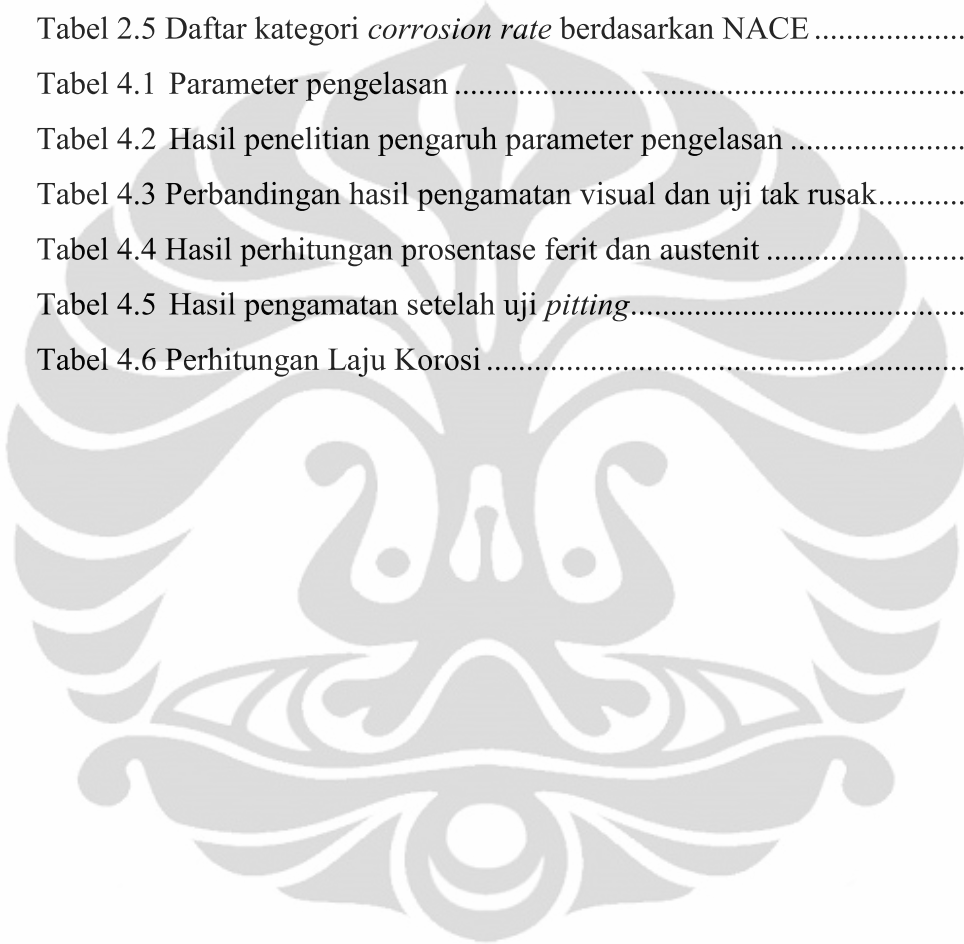 Tabel 2.5 Daftar kategori corrosion rate berdasarkan NACE ...................
Tabel 4.1 Parameter pengelasan ................................................................
Tabel 4.2 Hasil penelitian pengaruh parameter pengelasan ......................
Tabel 4.3 Perbandingan hasil pengamatan visual dan uji tak rusak...........
Tabel 4.4 Hasil perhitungan prosentase ferit dan austenit .........................
Tabel 4.5 Hasil pengamatan setelah uji pitting..........................................
Tabel 4.6 Perhitungan Laju Korosi ............................................................